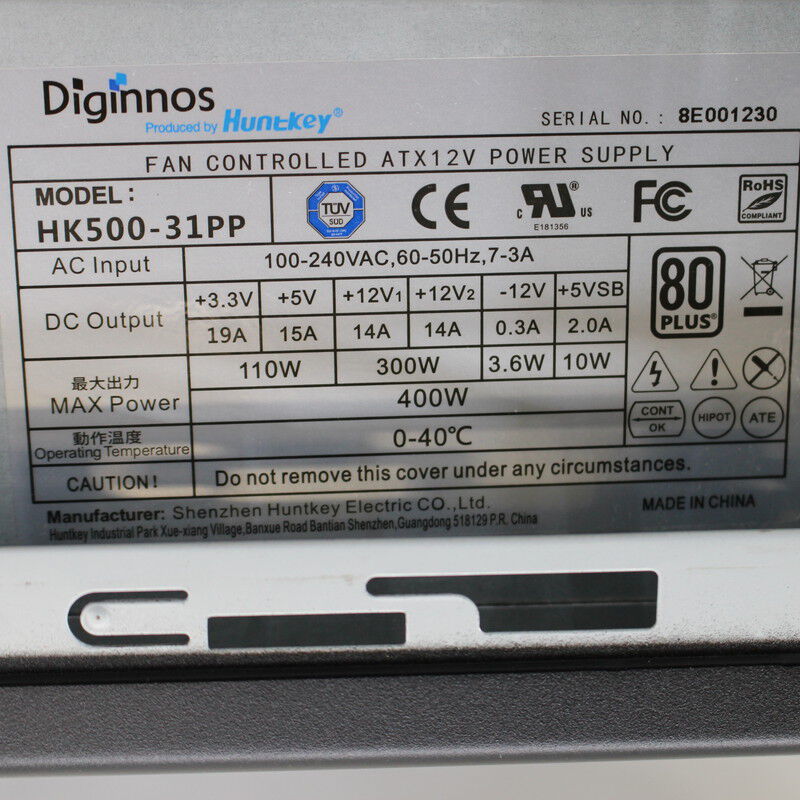 Diginnos
Produced by Huntkey®
SERIAL NO.: 8E001230
FAN CONTROLLED ATX12V POWER SUPPLY
MODEL:
HK500-31PP
TÜV
SÜD
CE
c RU® US
E181356
FC
RoHS
COMPLIANT
AC Input 100-240VAC,60-50Hz,7-3A
DC Output +3.3V +5V +12V1 +12V2 -12V +5VSB
19A 15A 14A 14A 0.3A 2.0A
最大出力
MAX Power
110W 300W 3.6W 10W
400W
動作温度
Operating Temperature
0-40℃
CAUTION! Do not remove this cover under any circumstances.
80
PLUS®
CONT
OK
HIPOT
ATE
Manufacturer: Shenzhen Huntkey Electric CO.,Ltd.
Huntkey Industrial Park Xue-xiang Village,Banxue Road Bantian Shenzhen,Guangdong 518129 P.R. China
MADE IN CHINA